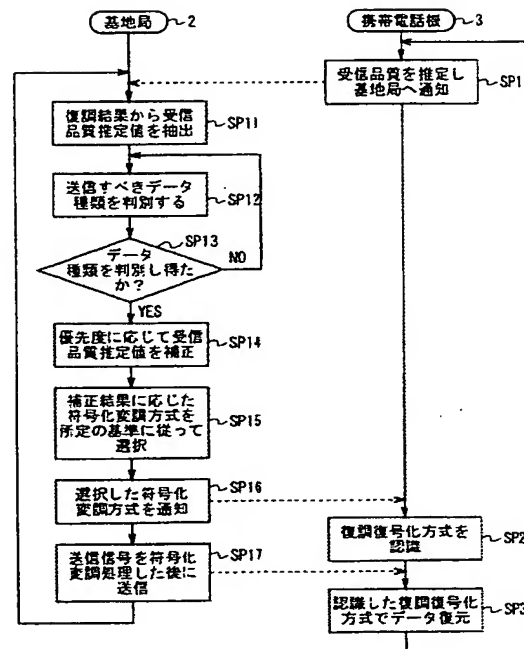 基地局
2
携帯電話機
3
受信品質を推定し
基地局へ通知
SP1
復調結果から受信
品質推定値を抽出
SP11
送信すべきデータ
種類を判別する
SP12
SP13
データ
種類を判別し得た
か?
NO
YES
優先度に応じて受信
品質推定値を補正
SP14
補正結果に応じた
符号化変調方式を
所定の基準に従って
選択
SP15
選択した符号化
変調方式を通知
SP16
復調復号化方式を
認識
SP2
送信信号を符号化
変調処理した後に
送信
SP17
認識した復調復号化
方式でデータ復元
SP3